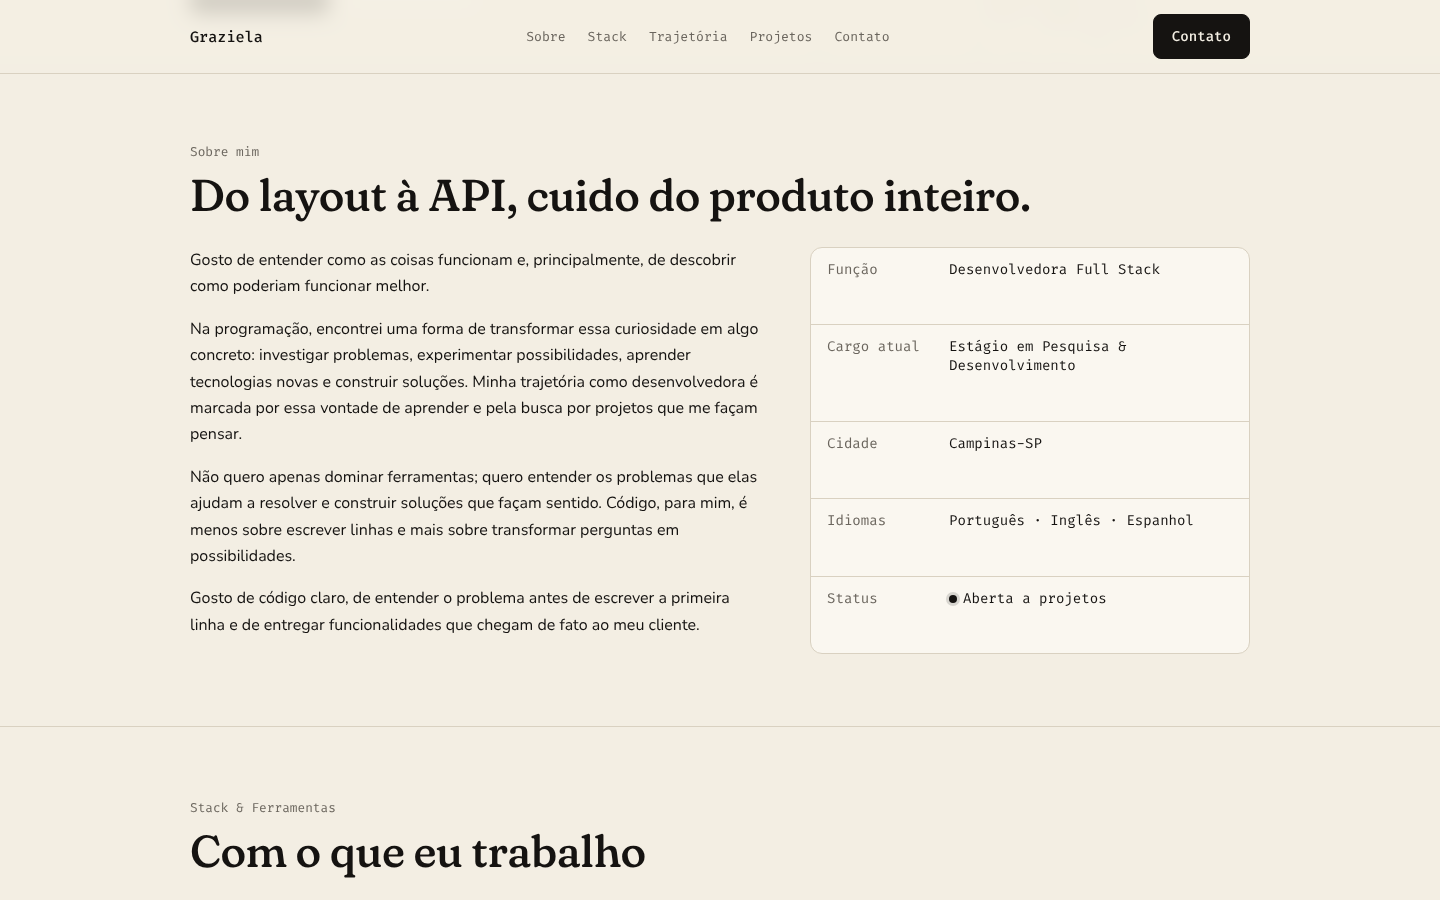 Graziela
Sobre Stack Trajetória Projetos Contato
Contato
Sobre mim
Do layout à API, cuido do produto inteiro.
Gosto de entender como as coisas funcionam e, principalmente, de descobrir
como poderiam funcionar melhor.
Na programação, encontrei uma forma de transformar essa curiosidade em algo
concreto: investigar problemas, experimentar possibilidades, aprender
tecnologias novas e construir soluções. Minha trajetória como desenvolvedora é
marcada por essa vontade de aprender e pela busca por projetos que me façam
pensar.
Não quero apenas dominar ferramentas; quero entender os problemas que elas
ajudam a resolver e construir soluções que façam sentido. Código, para mim, é
menos sobre escrever linhas e mais sobre transformar perguntas em
possibilidades.
Gosto de código claro, de entender o problema antes de escrever a primeira
linha e de entregar funcionalidades que chegam de fato ao meu cliente.
Função Desenvolvedora Full Stack
Cargo atual Estágio em Pesquisa &
Desenvolvimento
Cidade Campinas-SP
Idiomas Português · Inglês · Espanhol
Status Aberta a projetos
Stack & Ferramentas
Com o que eu trabalho